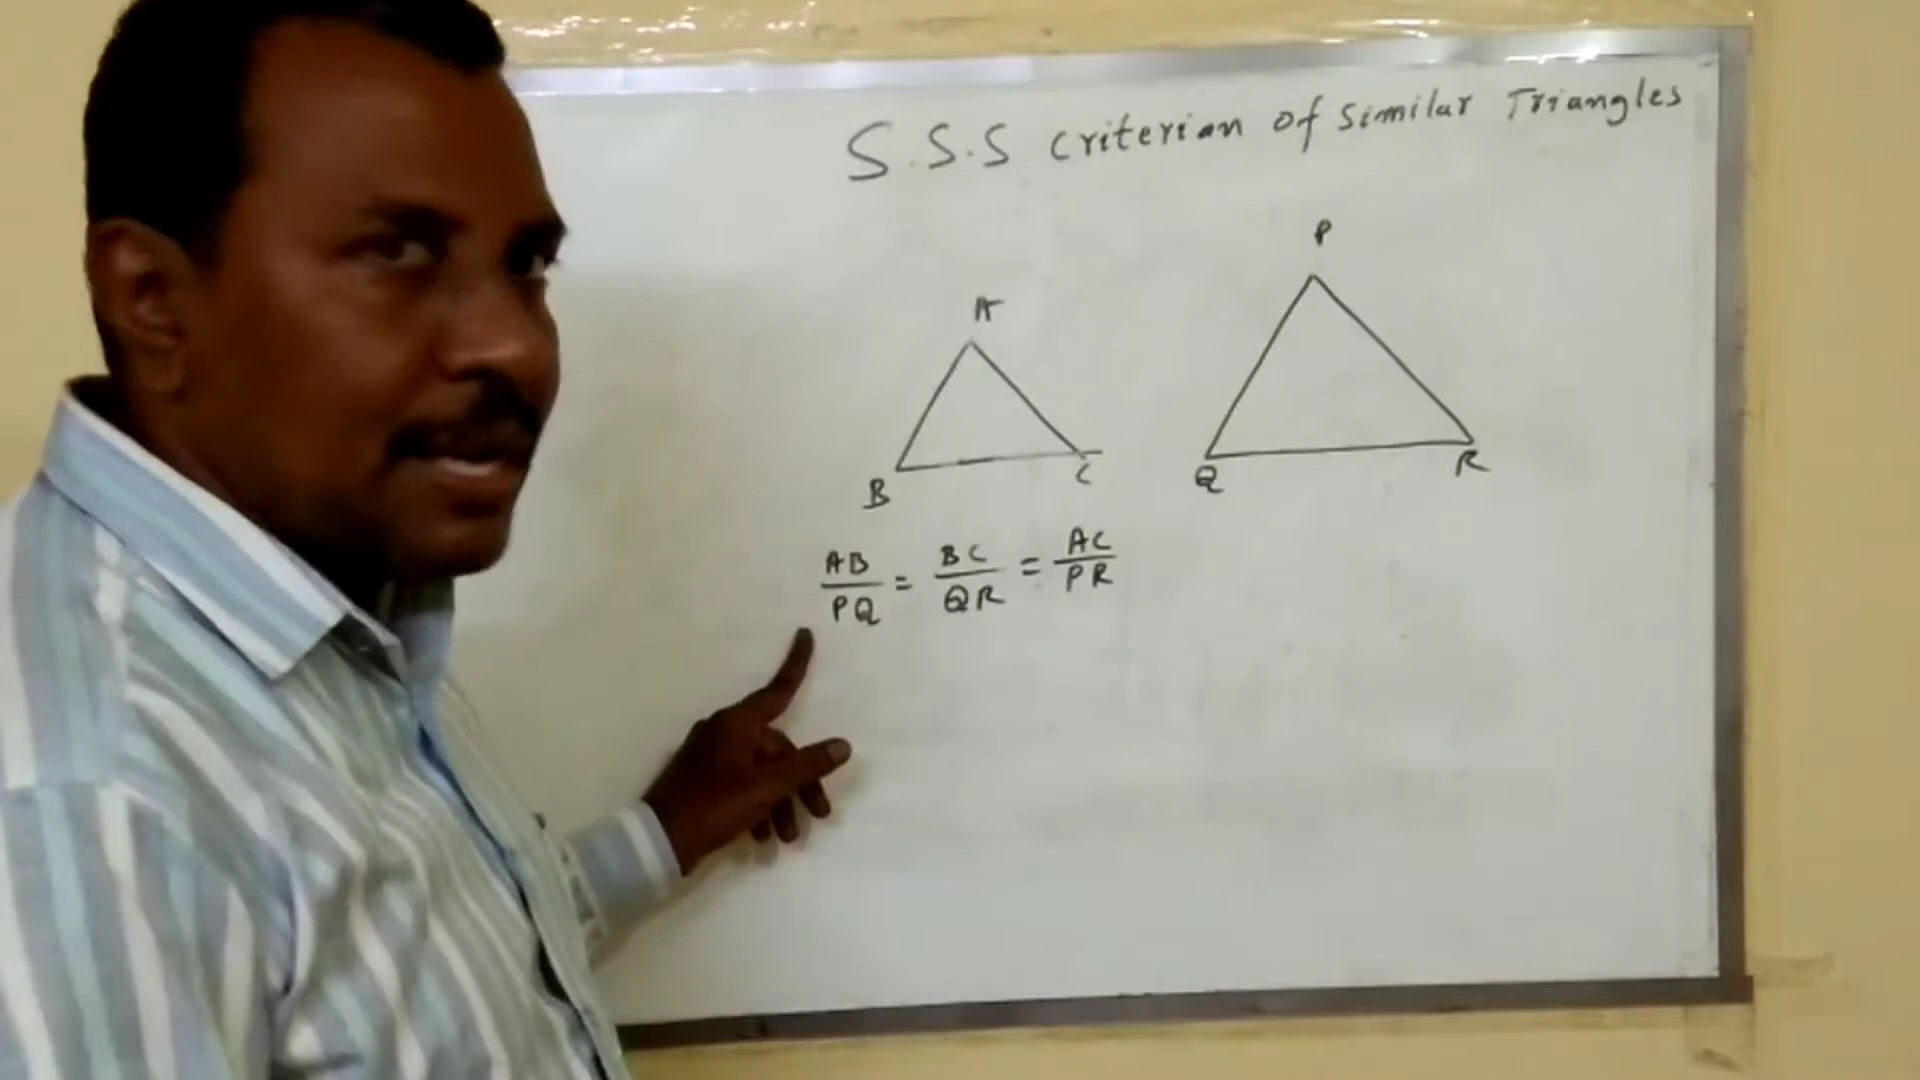 S.S.S criterian of similar Triangles
P
A
B
C
Q
R
AB/PQ = BC/QR = AC/PR